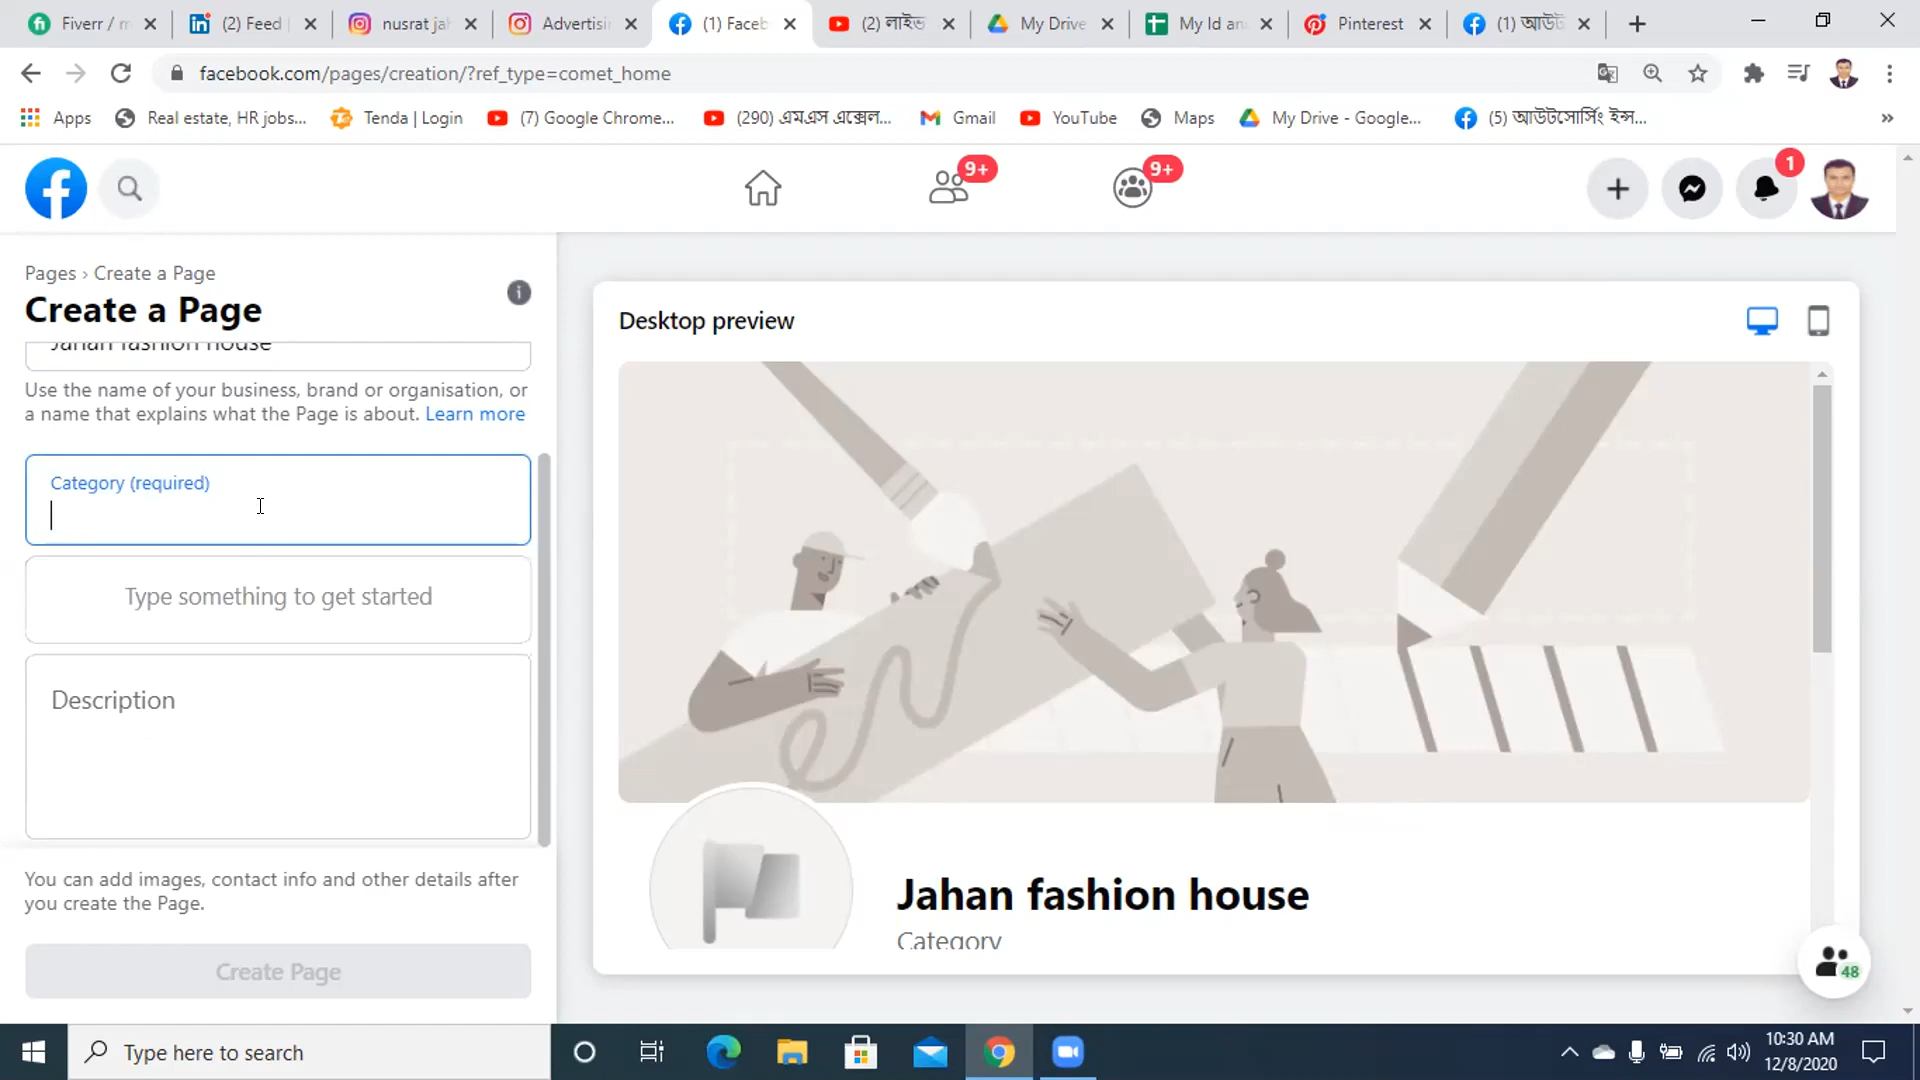 Fiverr / m
(2) Feed |
nusrat jah
Advertisi
(1) Faceb
(2) লাইভ
My Drive
My Id an
Pinterest
(1) আউট
facebook.com/pages/creation/?ref_type=comet_home
Apps
Real estate, HR jobs...
Tenda | Login
(7) Google Chrome...
(290) এমএস এক্সেল...
Gmail
YouTube
Maps
My Drive - Google...
(5) আউটসোর্সিং ইন্স...
9+
9+
1
Pages › Create a Page
Create a Page
Jahan fashion house
Use the name of your business, brand or organisation, or
a name that explains what the Page is about. Learn more
Category (required)
Type something to get started
Description
You can add images, contact info and other details after
you create the Page.
Create Page
Desktop preview
Jahan fashion house
Category
48
Type here to search
10:30 AM
12/8/2020